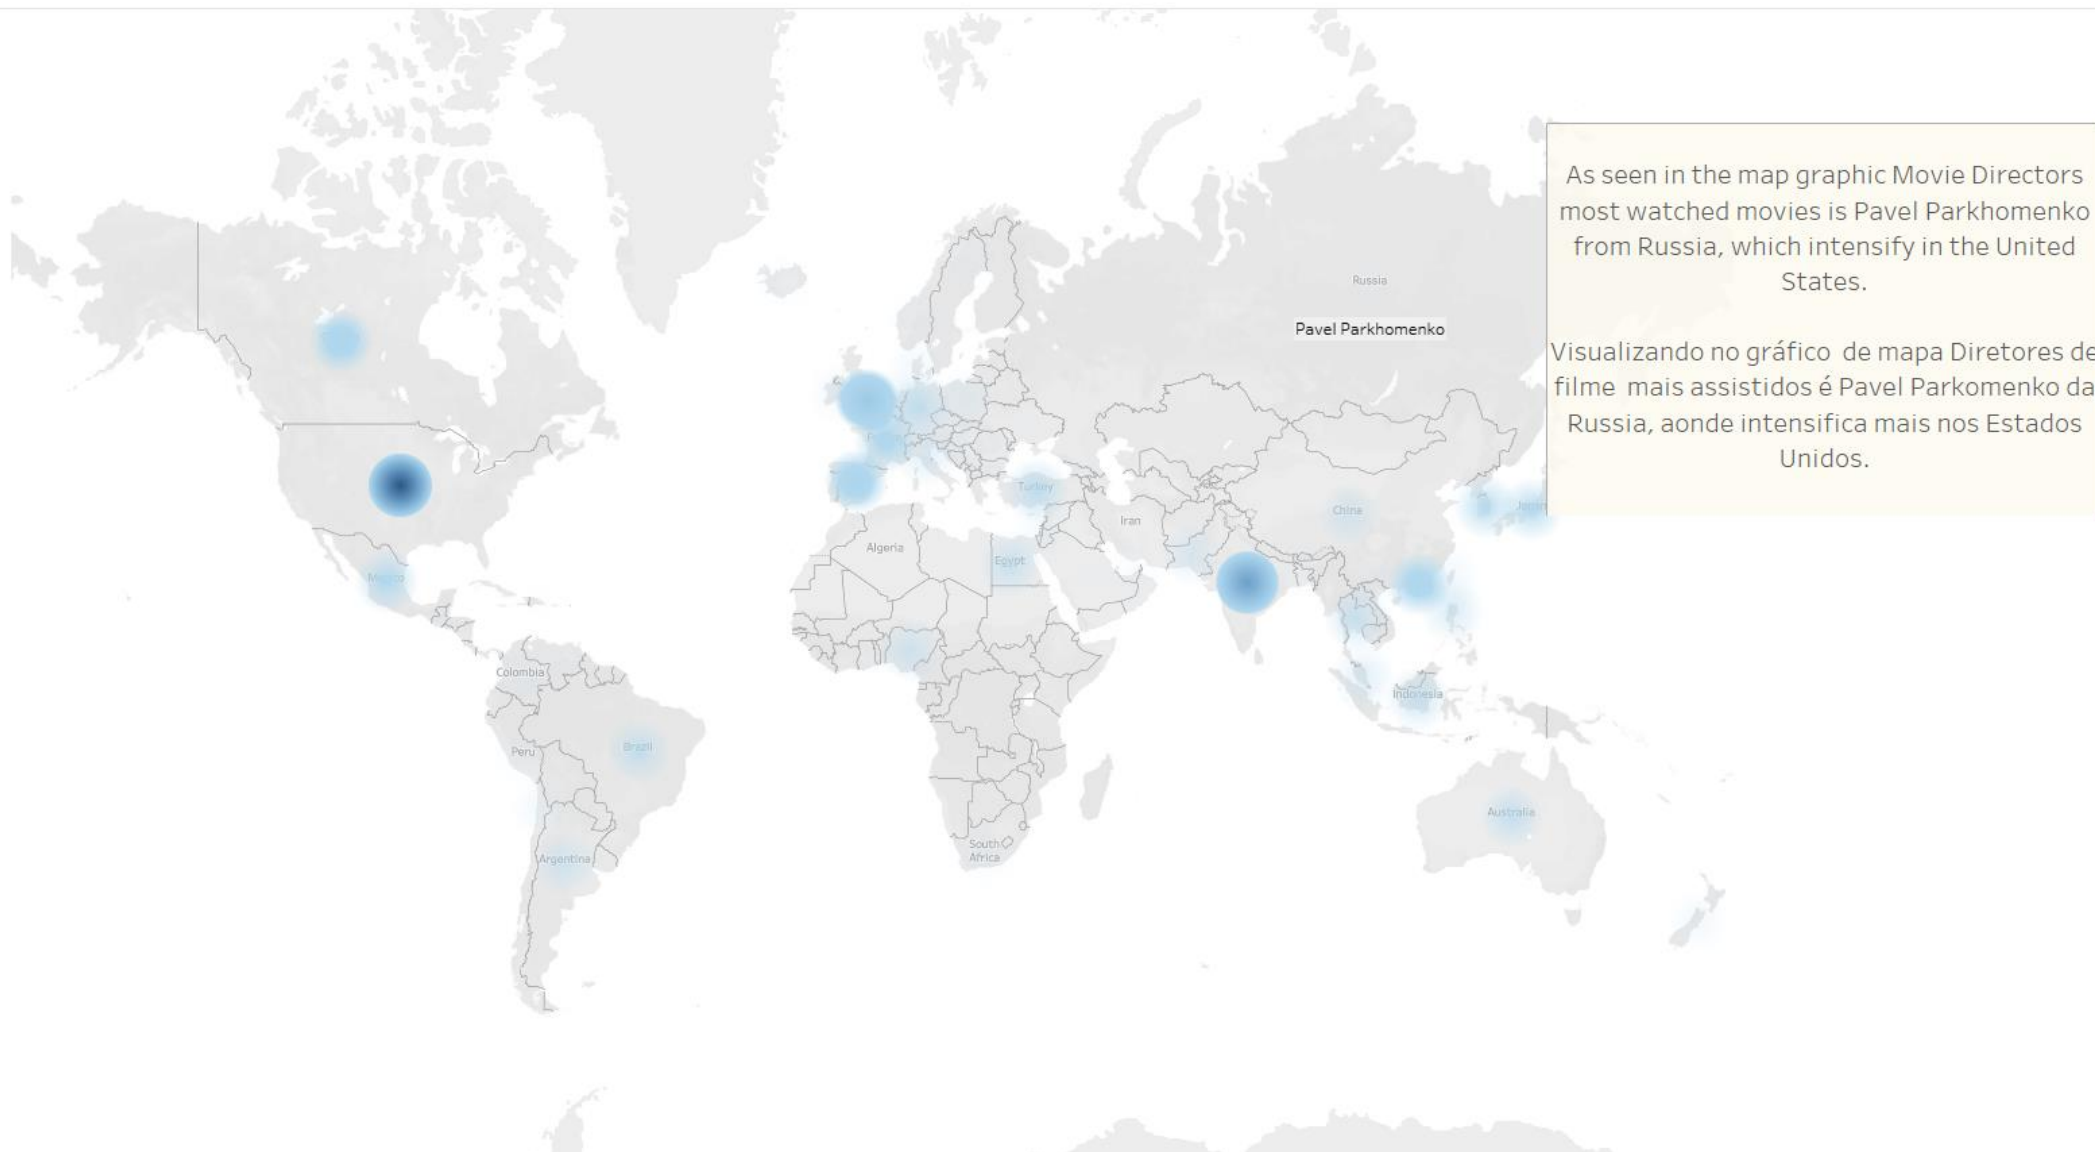 As seen in the map graphic Movie Directors
most watched movies is Pavel Parkhomenko
from Russia, which intensify in the United
States.
Visualizando no gráfico de mapa Diretores de
filme mais assistidos é Pavel Parkomenko da
Russia, aonde intensifica mais nos Estados
Unidos.
Russia
Pavel Parkhomenko
Turkey
China
Japan
Iran
Algeria
Egypt
Mexico
Colombia
Indonesia
Brazil
Peru
Australia
South
Africa
Argentina